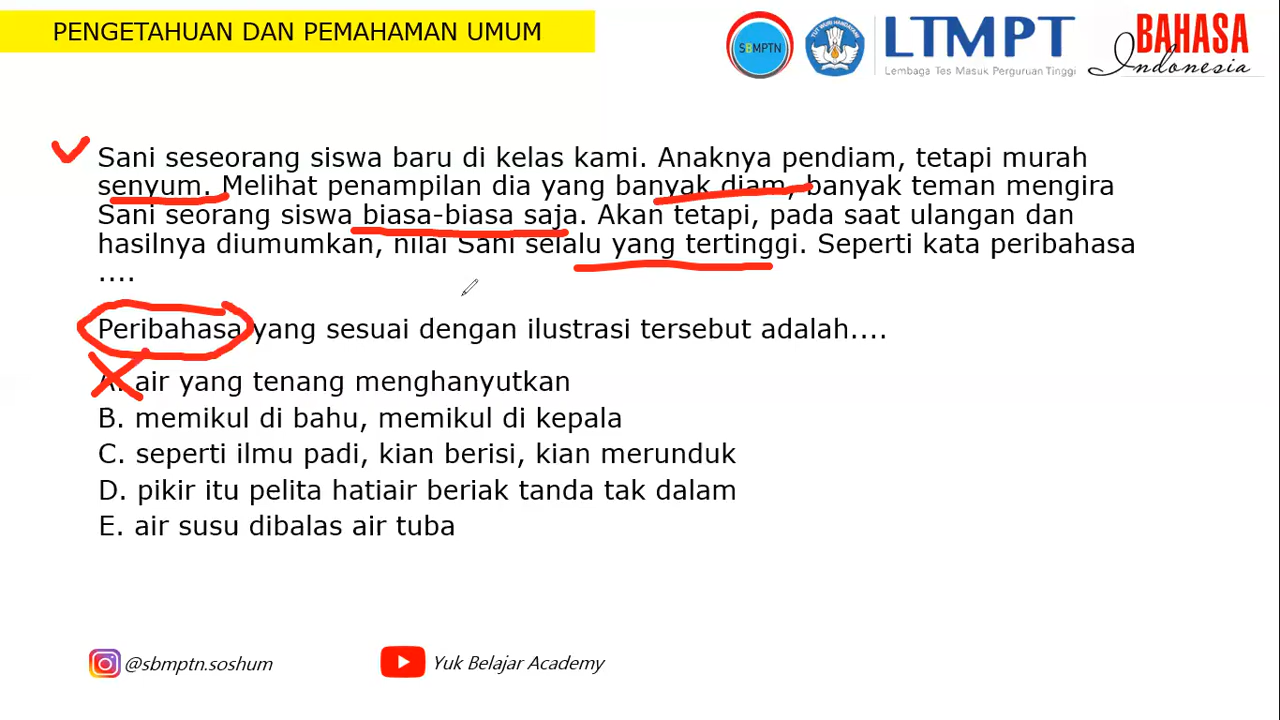 PENGETAHUAN DAN PEMAHAMAN UMUM
SBMPTN
TUT WURI HANDAYANI
LTMPT
Lembaga Tes Masuk Perguruan Tinggi
BAHASA
Indonesia
Sani seseorang siswa baru di kelas kami. Anaknya pendiam, tetapi murah
senyum. Melihat penampilan dia yang banyak diam, banyak teman mengira
Sani seorang siswa biasa-biasa saja. Akan tetapi, pada saat ulangan dan
hasilnya diumumkan, nilai Sani selalu yang tertinggi. Seperti kata peribahasa
....
Peribahasa yang sesuai dengan ilustrasi tersebut adalah....
A. air yang tenang menghanyutkan
B. memikul di bahu, memikul di kepala
C. seperti ilmu padi, kian berisi, kian merunduk
D. pikir itu pelita hatiair beriak tanda tak dalam
E. air susu dibalas air tuba
@sbmptn.soshum
Yuk Belajar Academy